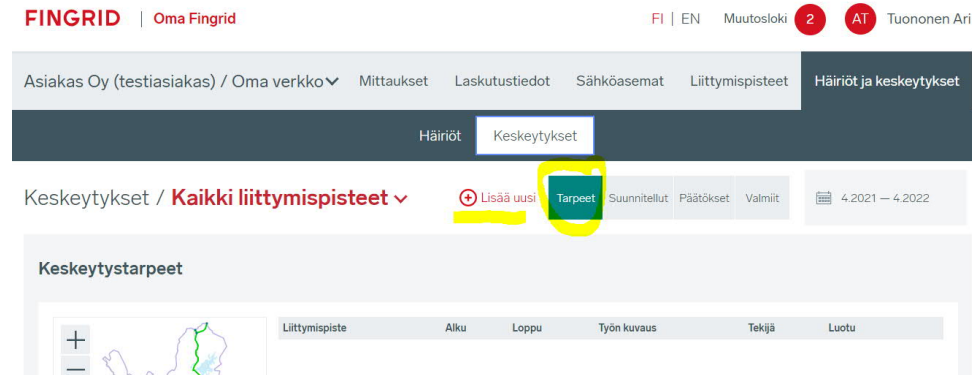 FINGRID | Oma Fingrid FI | EN Muutosloki 2 AT Tuononen Ari
Asiakas Oy (testiasiakas) / Oma verkko Mittaukset Laskutustiedot Sähköasemat Liittymispisteet Häiriöt ja keskeytykset
Häiriöt Keskeytykset
Keskeytykset / Kaikki liittymispisteet Lisää uusi Tarpeet Suunnitellut Päätökset Valmiit 4.2021 — 4.2022
Keskeytystarpeet
Liittymispiste Alku Loppu Työn kuvaus Tekijä Luotu
+
−